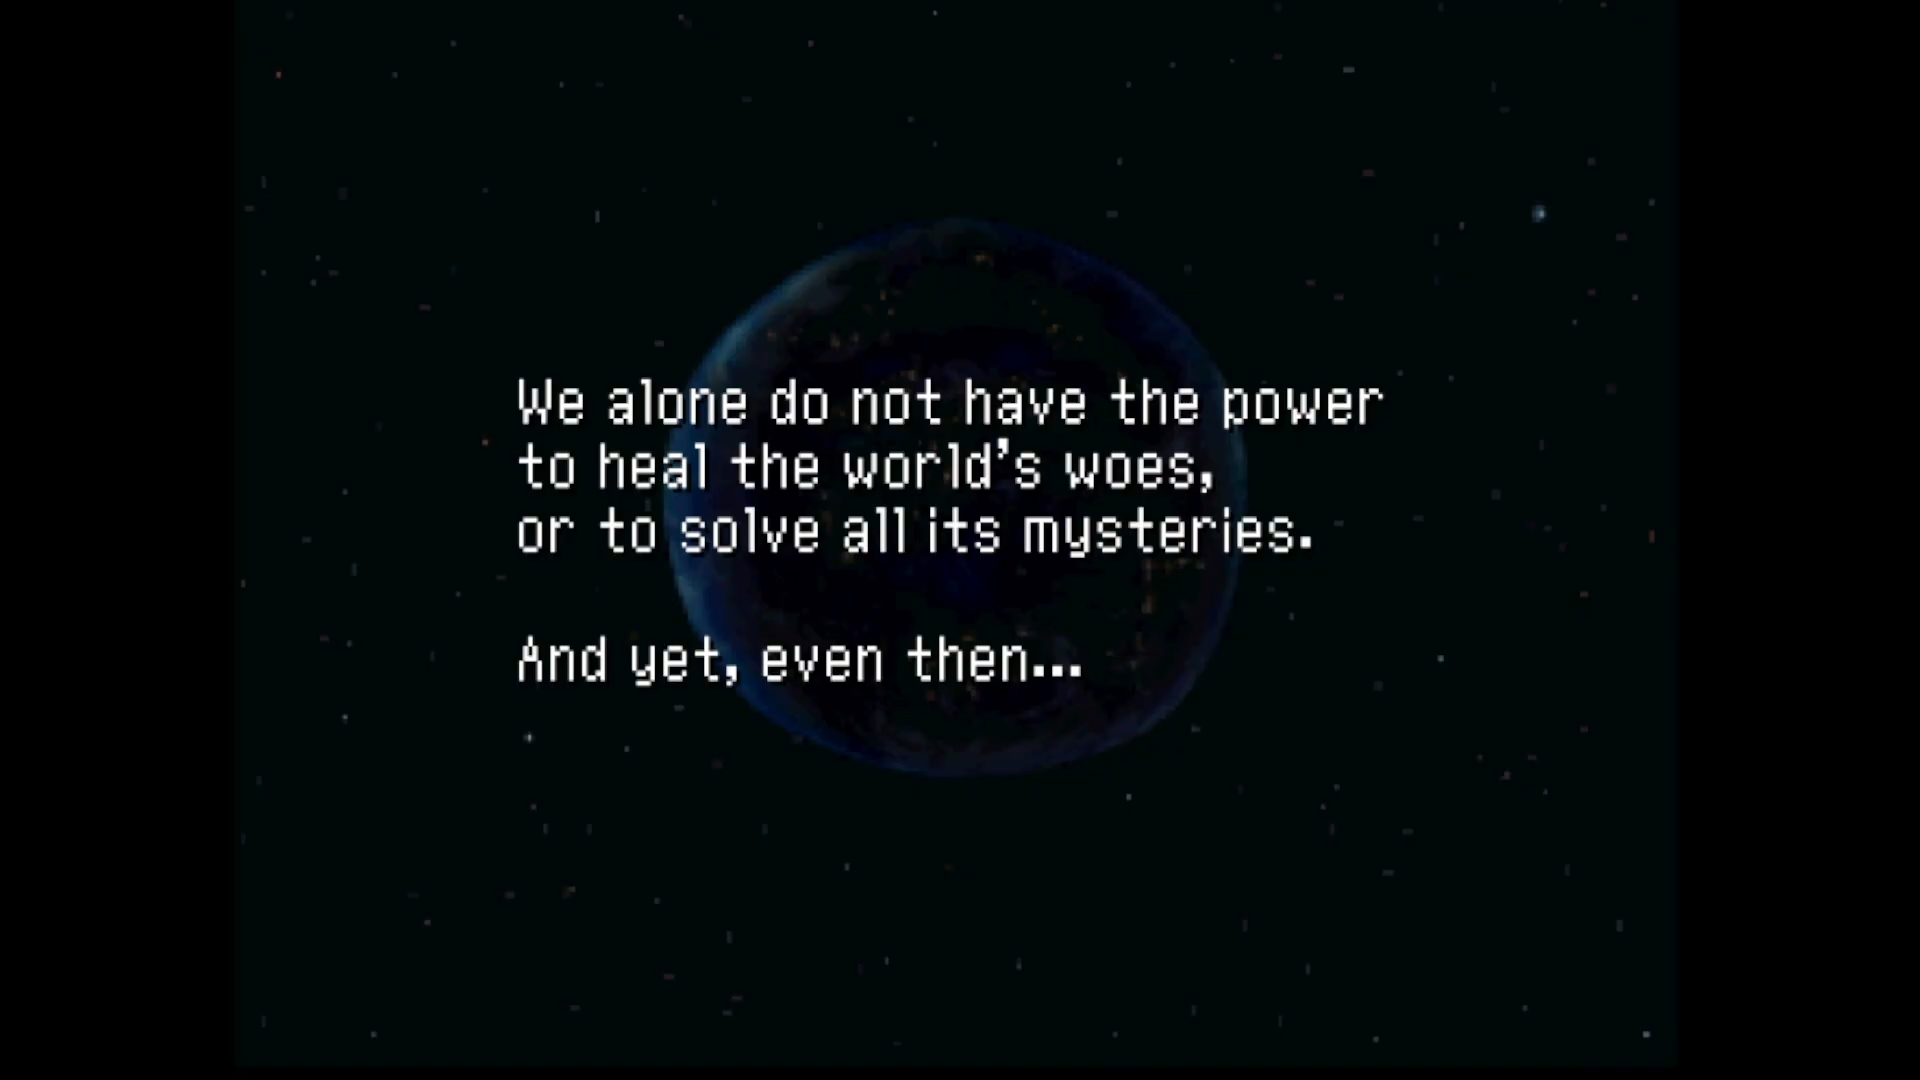 We alone do not have the power
to heal the world's woes,
or to solve all its mysteries.
And yet, even then...